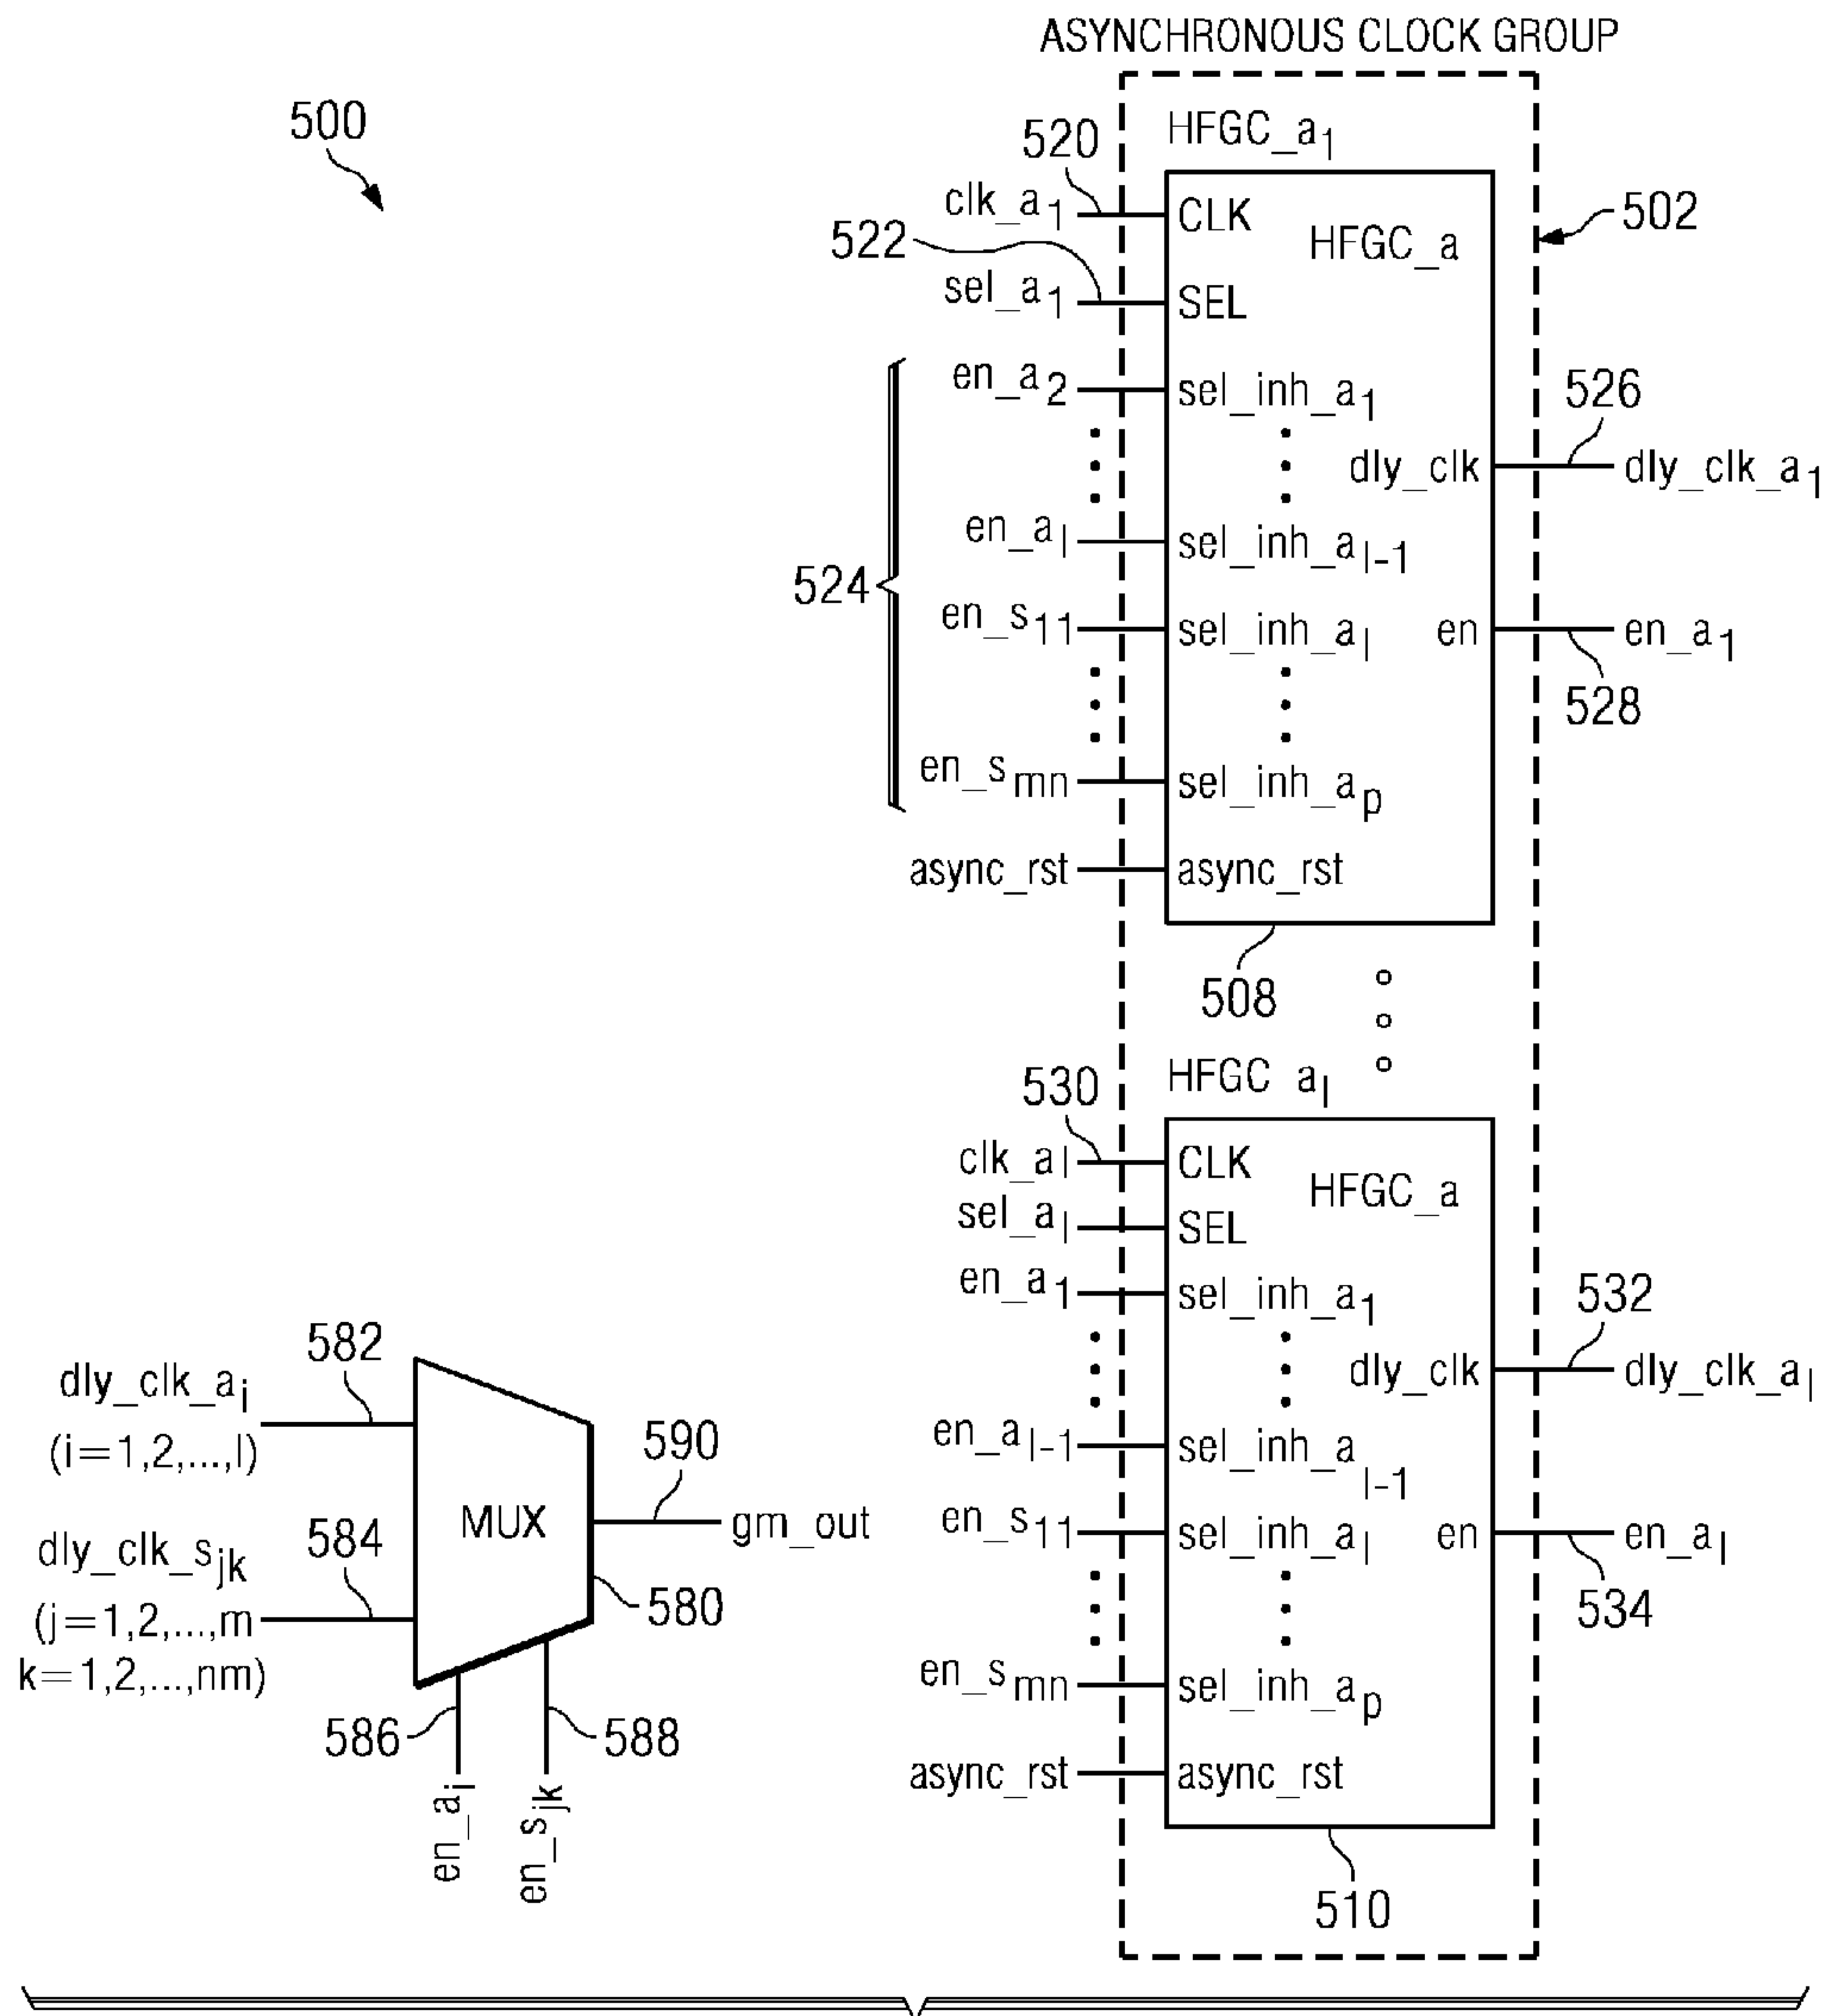 ASYNCHRONOUS CLOCK GROUP
500
HFGC_a1
520
clk_a1
CLK
502
HFGC_a
522
sel_a1
SEL
en_a2
sel_inh_a1
526
dly_clk
dly_clk_a1
en_al
sel_inh_al-1
524
en_s11
sel_inh_al
en
en_a1
528
en_smn
sel_inh_ap
async_rst
async_rst
508
HFGC_al
530
clk_al
CLK
HFGC_a
sel_al
SEL
en_a1
sel_inh_a1
532
dly_clk
dly_clk_al
en_al-1
sel_inh_al-1
en_s11
sel_inh_al
en
en_al
534
en_smn
sel_inh_ap
async_rst
async_rst
510
582
dly_clk_ai
(i=1,2,...,l)
590
MUX
gm_out
584
dly_clk_sjk
(j=1,2,...,m
k=1,2,...,nm)
580
586
588
en_ai
en_sjk